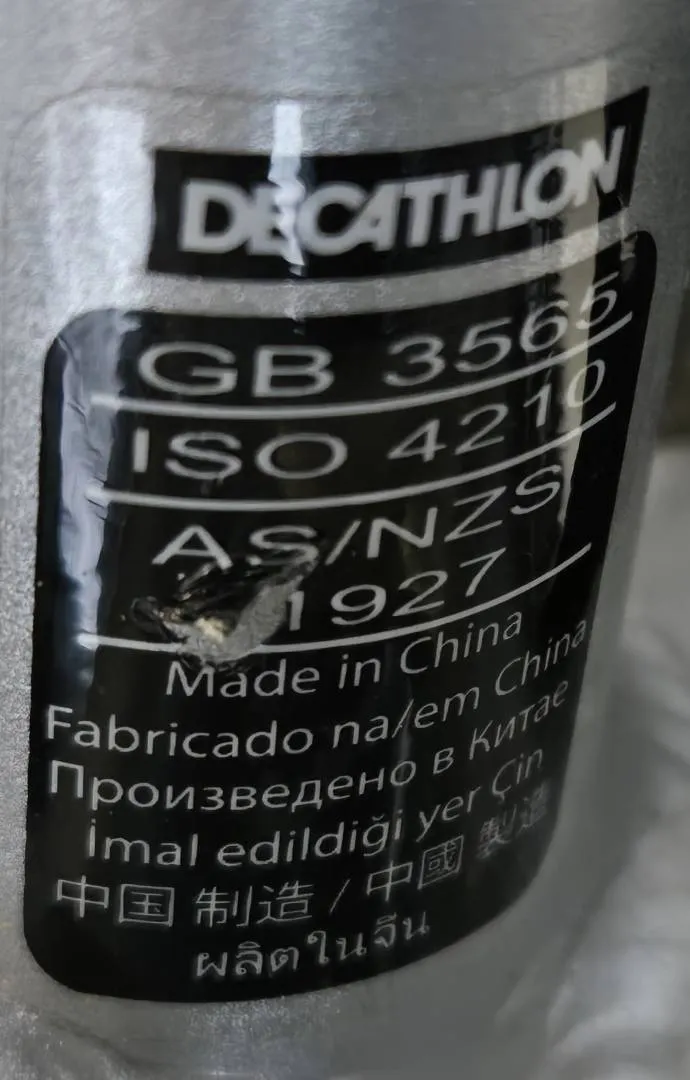 DECATHLON
GB 3565
ISO 4210
AS/NZS
1927
Made in China
Fabricado na/em China
Произведено в Китае
İmal edildiği yer Çin
中国制造 / 中國製造
ผลิตในจีน